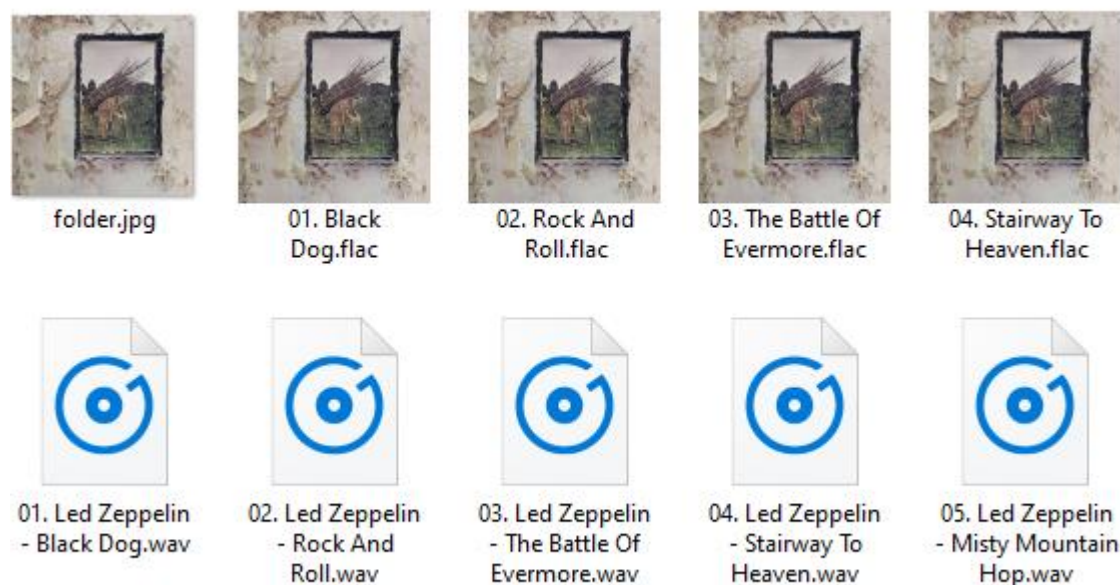 folder.jpg
01. Black
Dog.flac
02. Rock And
Roll.flac
03. The Battle Of
Evermore.flac
04. Stairway To
Heaven.flac
01. Led Zeppelin
- Black Dog.wav
02. Led Zeppelin
- Rock And
Roll.wav
03. Led Zeppelin
- The Battle Of
Evermore.wav
04. Led Zeppelin
- Stairway To
Heaven.wav
05. Led Zeppelin
- Misty Mountain
Hop.wav